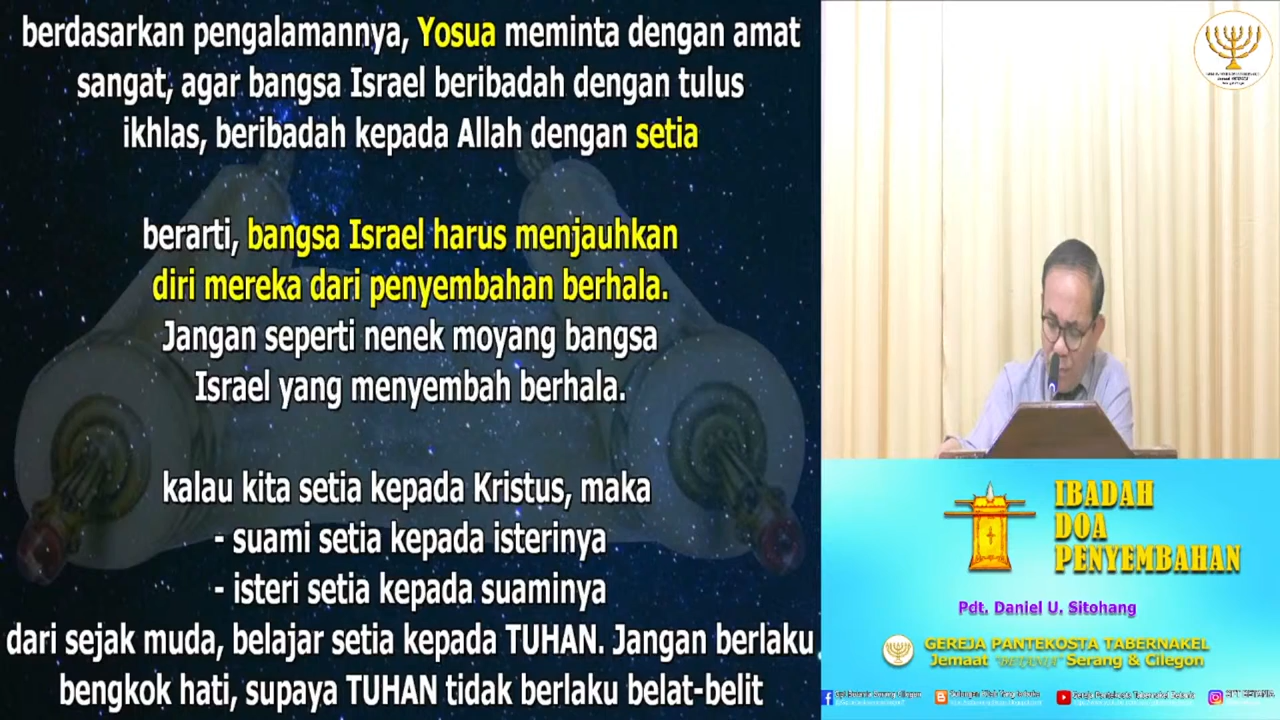 berdasarkan pengalamannya, Yosua meminta dengan amat
sangat, agar bangsa Israel beribadah dengan tulus
ikhlas, beribadah kepada Allah dengan setia
berarti, bangsa Israel harus menjauhkan
diri mereka dari penyembahan berhala.
Jangan seperti nenek moyang bangsa
Israel yang menyembah berhala.
kalau kita setia kepada Kristus, maka
- suami setia kepada isterinya
- isteri setia kepada suaminya
dari sejak muda, belajar setia kepada TUHAN. Jangan berlaku
bengkok hati, supaya TUHAN tidak berlaku belat-belit
IBADAH
DOA
PENYEMBAHAN
Pdt. Daniel U. Sitohang
GEREJA PANTEKOSTA TABERNAKEL
Jemaat "BETANIA" Serang & Cilegon